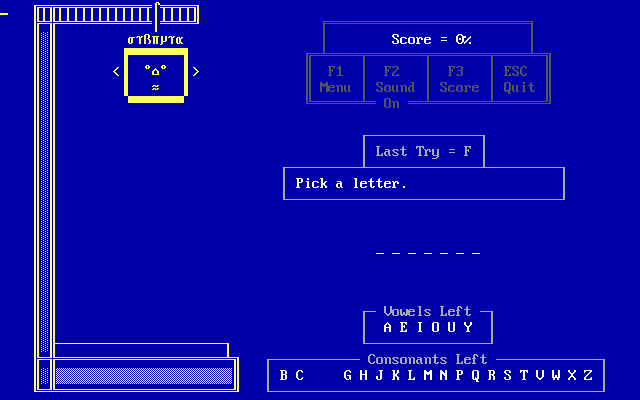 Score = 0%
F1 F2 F3 ESC
Menu Sound Score Quit
On
Last Try = F
Pick a letter.
_ _ _ _ _ _ _
Vowels Left
A E I O U Y
Consonants Left
B C G H J K L M N P Q R S T V W X Z